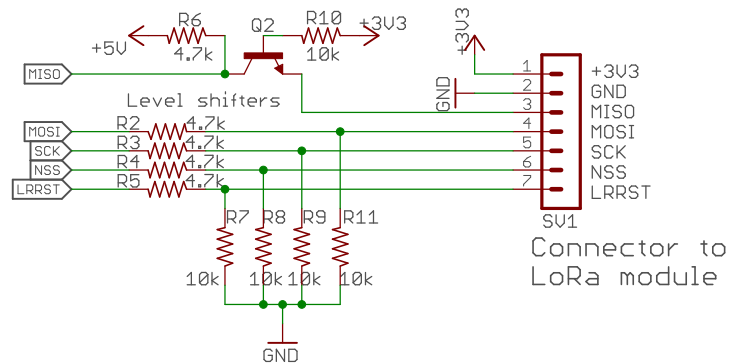 R6
Q2
R10
+3V3
+3V3
+5V
4.7k
10k
MISO
1
+3V3
GND
2
GND
Level shifters
3
MISO
MOSI
R2
4.7k
4
MOSI
SCK
R3
4.7k
5
SCK
NSS
R4
4.7k
6
NSS
LRRST
R5
4.7k
7
LRRST
R7
R8
R9
R11
SV1
10k
10k
10k
10k
Connector to
LoRa module
GND